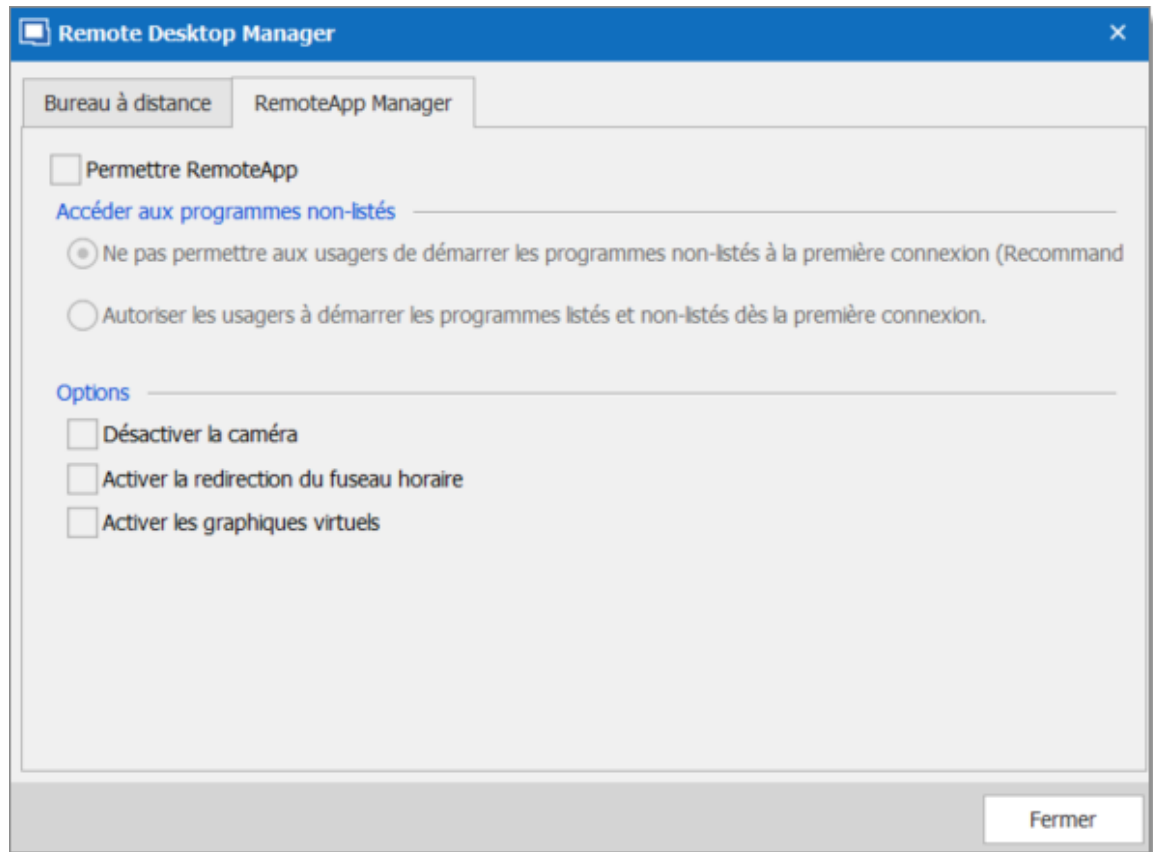 Remote Desktop Manager
Bureau à distance
RemoteApp Manager
Permettre RemoteApp
Accéder aux programmes non-listés
Ne pas permettre aux usagers de démarrer les programmes non-listés à la première connexion (Recommand
Autoriser les usagers à démarrer les programmes listés et non-listés dès la première connexion.
Options
Désactiver la caméra
Activer la redirection du fuseau horaire
Activer les graphiques virtuels
Fermer